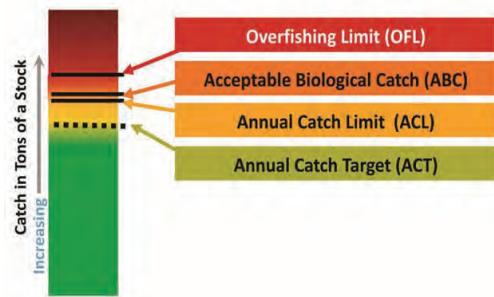 Overfishing Limit (OFL)
Acceptable Biological Catch (ABC)
Annual Catch Limit (ACL)
Annual Catch Target (ACT)
Catch in Tons of a Stock
Increasing